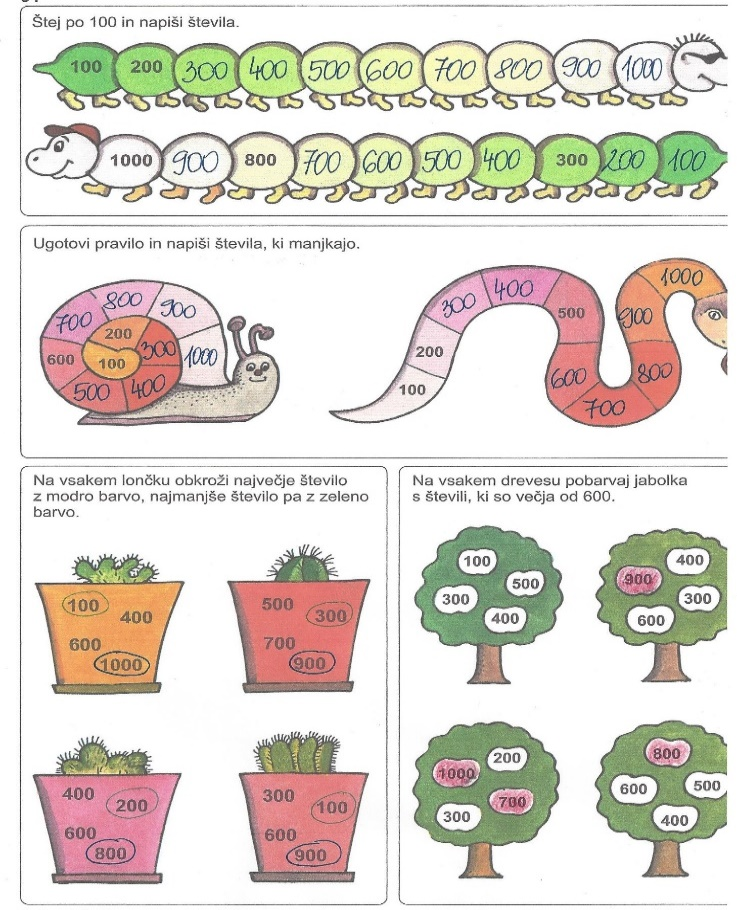 Štej po 100 in napiši števila.
100 200 300 400 500 600 700 800 900 1000
1000 900 800 700 600 500 400 300 200 100
Ugotovi pravilo in napiši števila, ki manjkajo.
100 200 300 400 500 600 700 800 900 1000
100 200 300 400 500 600 700 800 900 1000
Na vsakem lončku obkroži največje število
z modro barvo, najmanjše število pa z zeleno
barvo.
100 400
600 1000
500 300
700 900
400 200
600 800
300 100
600 900
Na vsakem drevesu pobarvaj jabolka
s števili, ki so večja od 600.
100
300 500
400
400
900 300
600
200
1000 700
300
800
600 500
400